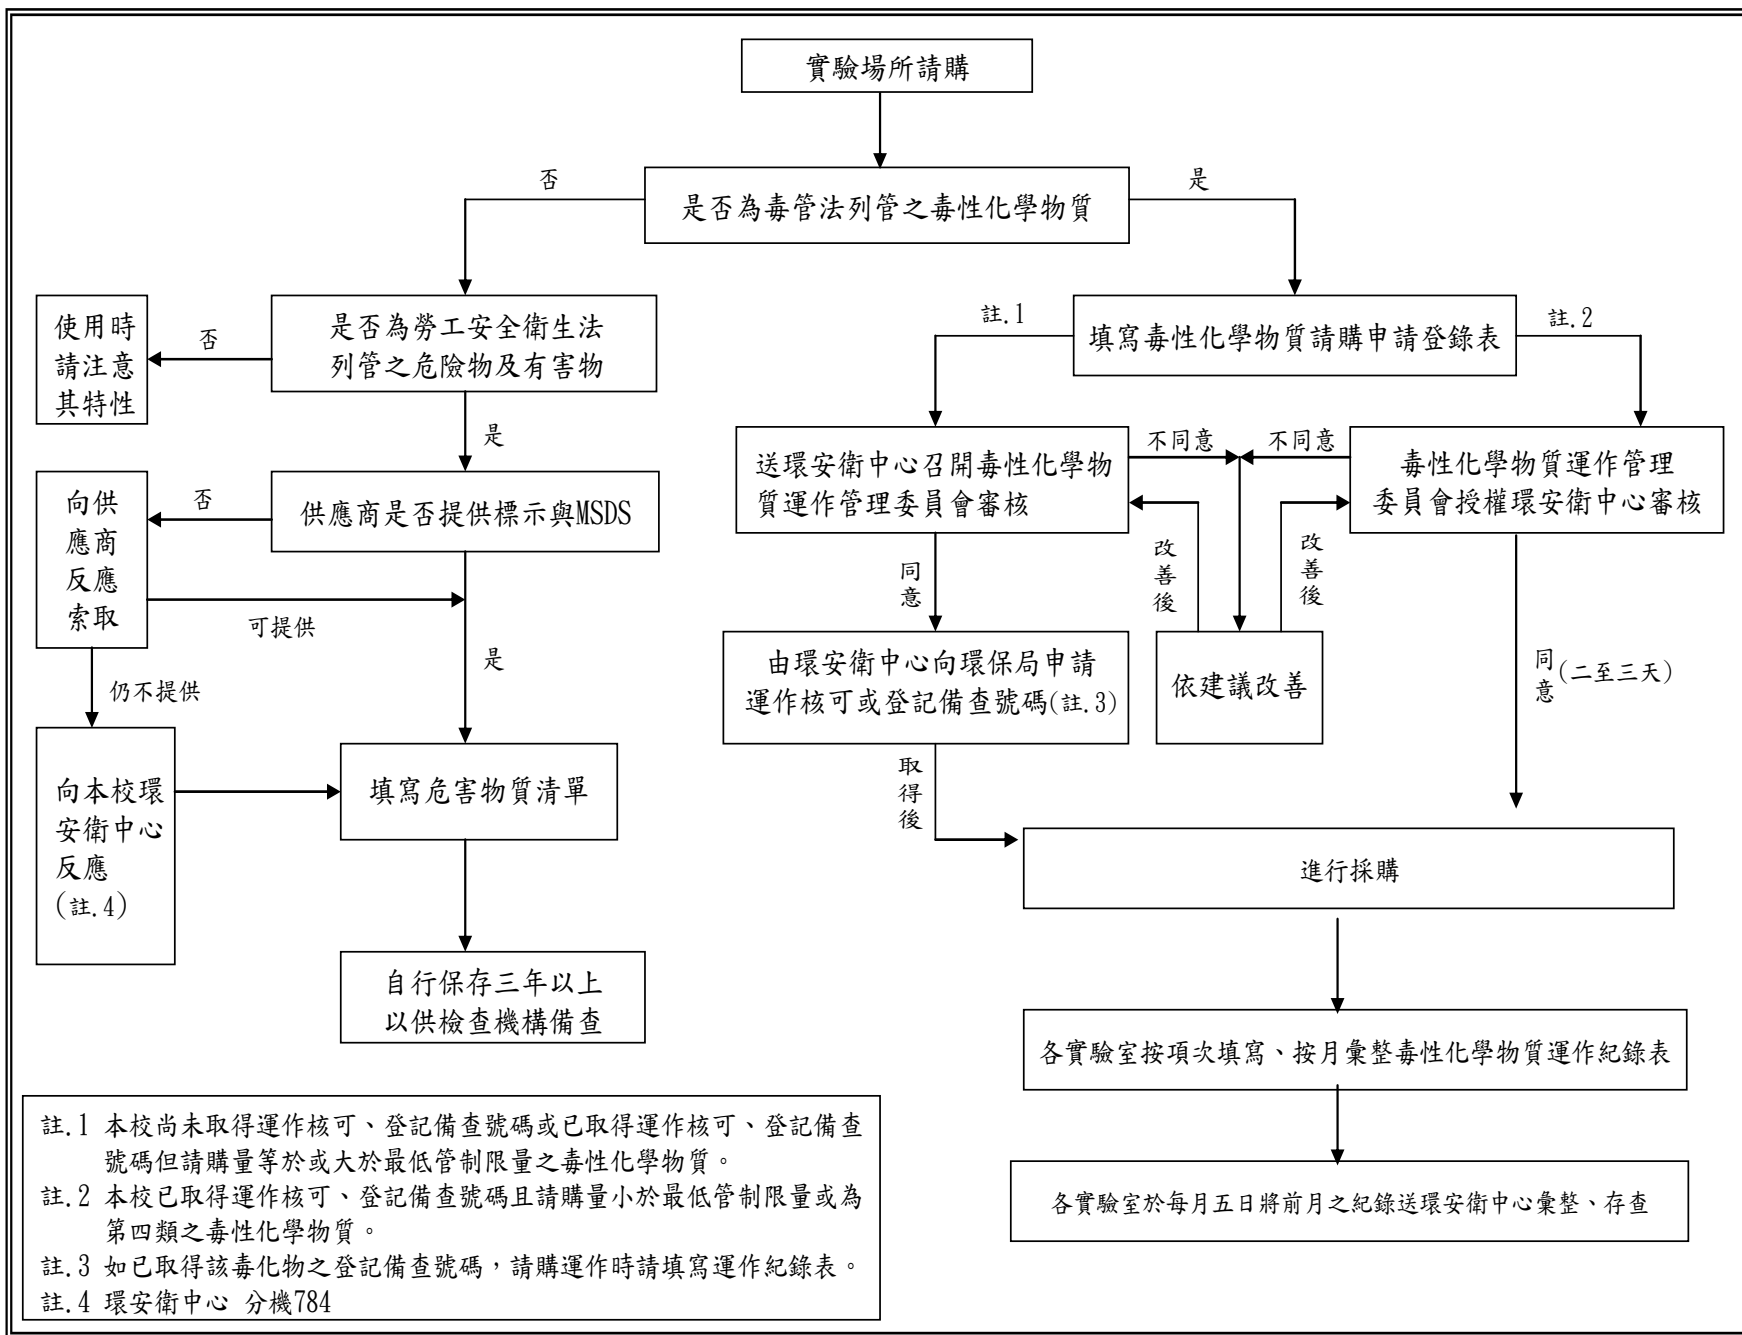 實驗場所請購
否
是
是否為毒管法列管之毒性化學物質
使用時
請注意
其特性
否
是否為勞工安全衛生法
列管之危險物及有害物
註.1
填寫毒性化學物質請購申請登錄表
註.2
是
送環安衛中心召開毒性化學物
質運作管理委員會審核
不同意
不同意
毒性化學物質運作管理
委員會授權環安衛中心審核
向供
應商
反應
索取
否
供應商是否提供標示與MSDS
可提供
同
意
改
善
後
改
善
後
仍不提供
是
由環安衛中心向環保局申請
運作核可或登記備查號碼(註.3)
依建議改善
同
意
(二至三天)
向本校環
安衛中心
反應
(註.4)
填寫危害物質清單
取
得
後
進行採購
自行保存三年以上
以供檢查機構備查
各實驗室按項次填寫、按月彙整毒性化學物質運作紀錄表
各實驗室於每月五日將前月之紀錄送環安衛中心彙整、存查
註.1 本校尚未取得運作核可、登記備查號碼或已取得運作核可、登記備查
號碼但請購量等於或大於最低管制限量之毒性化學物質。
註.2 本校已取得運作核可、登記備查號碼且請購量小於最低管制限量或為
第四類之毒性化學物質。
註.3 如已取得該毒化物之登記備查號碼，請購運作時請填寫運作紀錄表。
註.4 環安衛中心 分機784